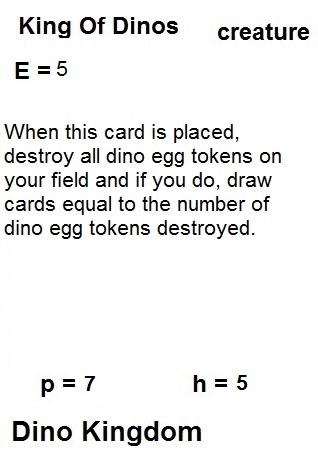 King Of Dinos creature
E = 5
When this card is placed,
destroy all dino egg tokens on
your field and if you do, draw
cards equal to the number of
dino egg tokens destroyed.
p = 7 h = 5
Dino Kingdom